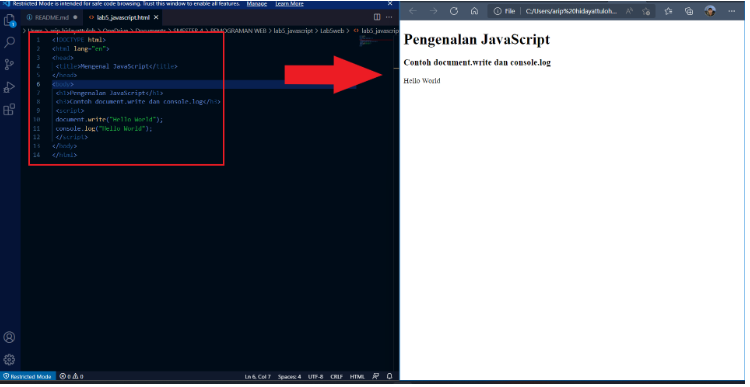 Restricted Mode is intended for safe code browsing. Trust this window to enable all features. Manage Learn More
README.md
lab5_javascript.html
> Users > arip hidayattuloh > OneDrive > Documents > SMESTER 4 > PEMOGRAMAN WEB > lab5_javascript > Lab5web > lab5_javascrip
1 <!DOCTYPE html>
2 <html lang="en">
3 <head>
4 <title>Mengenal JavaScript</title>
5 </head>
6 <body>
7 <h1>Pengenalan JavaScript</h1>
8 <h3>Contoh document.write dan console.log</h3>
9 <script>
10 document.write("Hello World");
11 console.log("Hello World");
12 </script>
13 </body>
14 </html>
Restricted Mode 0 0 Ln 6, Col 7 Spaces: 4 UTF-8 CRLF HTML
File C:/Users/arip%20hidayattuloh...
Pengenalan JavaScript
Contoh document.write dan console.log
Hello World